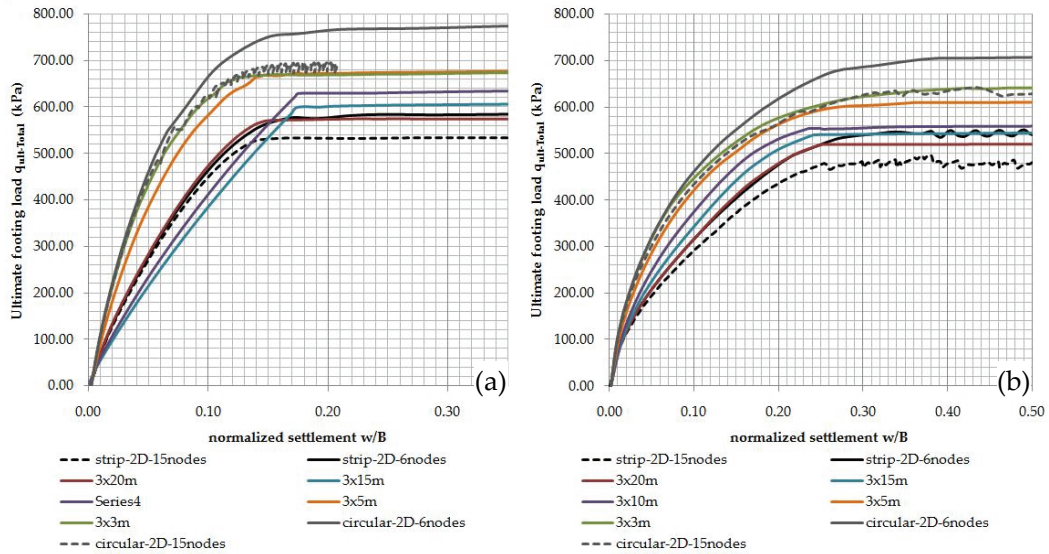 800.00
700.00
600.00
500.00
400.00
300.00
200.00
100.00
0.00
Ultimate footing load qult-Total (kPa)
0.00 0.10 0.20 0.30
(a)
normalized settlement w/B
strip-2D-15nodes strip-2D-6nodes
3x20m 3x15m
Series4 3x5m
3x3m circular-2D-6nodes
circular-2D-15nodes
800.00
700.00
600.00
500.00
400.00
300.00
200.00
100.00
0.00
Ultimate footing load qult-Total (kPa)
0.00 0.10 0.20 0.30 0.40 0.50
(b)
normalized settlement w/B
strip-2D-15nodes strip-2D-6nodes
3x20m 3x15m
3x10m 3x5m
3x3m circular-2D-6nodes
circular-2D-15nodes